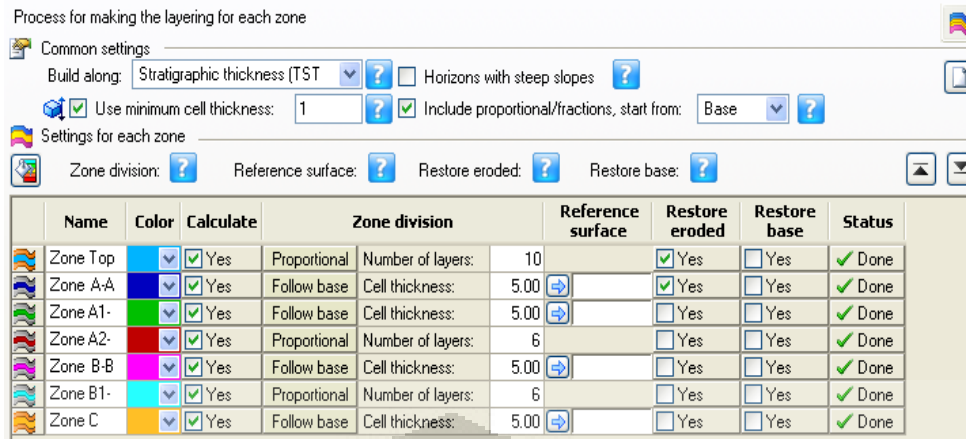 Process for making the layering for each zone
Common settings
Build along: Stratigraphic thickness (TST ? Horizons with steep slopes ?
Use minimum cell thickness: 1 ? Include proportional/fractions, start from: Base ?
Settings for each zone
Zone division: ? Reference surface: ? Restore eroded: ? Restore base: ?
Name Color Calculate Zone division Reference surface Restore eroded Restore base Status
Zone Top Yes Proportional Number of layers: 10 Yes Yes Done
Zone A-A Yes Follow base Cell thickness: 5.00 Yes Yes Done
Zone A1- Yes Follow base Cell thickness: 5.00 Yes Yes Done
Zone A2- Yes Proportional Number of layers: 6 Yes Yes Done
Zone B-B Yes Follow base Cell thickness: 5.00 Yes Yes Done
Zone B1- Yes Proportional Number of layers: 6 Yes Yes Done
Zone C Yes Follow base Cell thickness: 5.00 Yes Yes Done